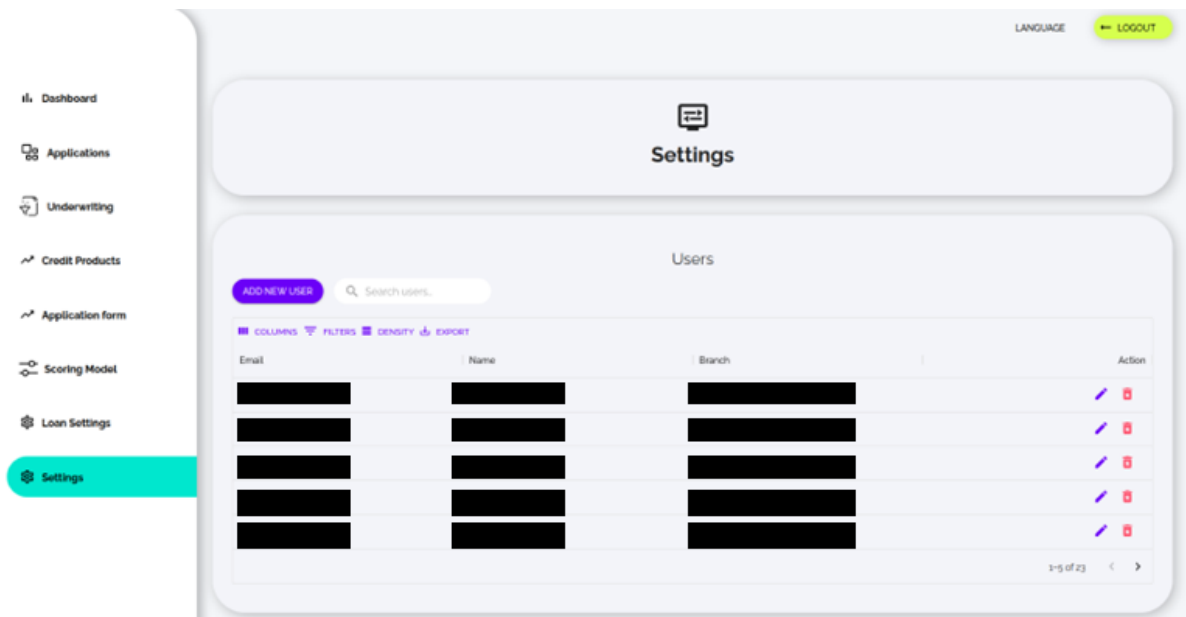 LANGUAGE
LOGOUT
Dashboard
Applications
Underwriting
Credit Products
Application form
Scoring Model
Loan Settings
Settings
Settings
Users
ADD NEW USER
Search users..
COLUMNS FILTERS DENSITY EXPORT
Email Name Branch Action
1-5 of 23